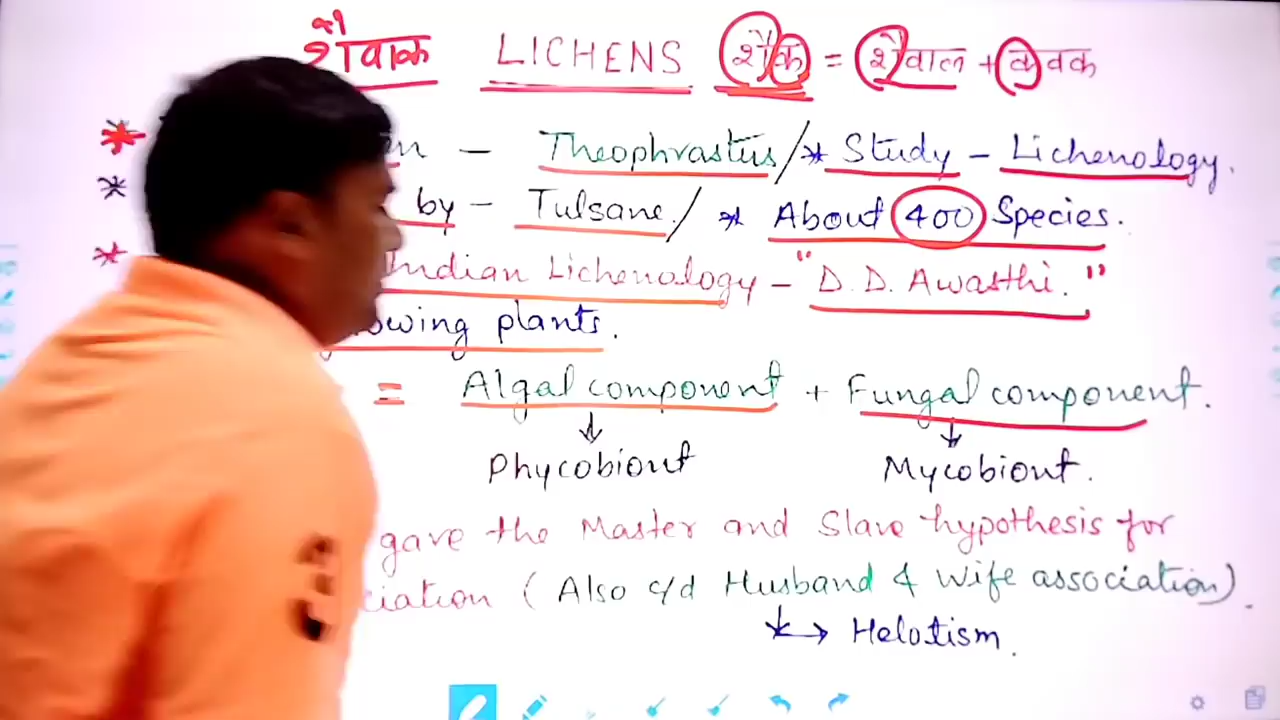 शैवाक LICHENS शैक = शैवाल + कवक
- Theophrastus / * Study - Lichenology.
* by - Tulsane. / * About 400 Species.
* Indian Lichenology - "D.D. Awasthi."
plants.
= Algal component + Fungal component.
Phycobiont Mycobiont.
gave the Master and Slave hypothesis for
ciation ( Also c/d Husband & Wife association) .
Helotism.